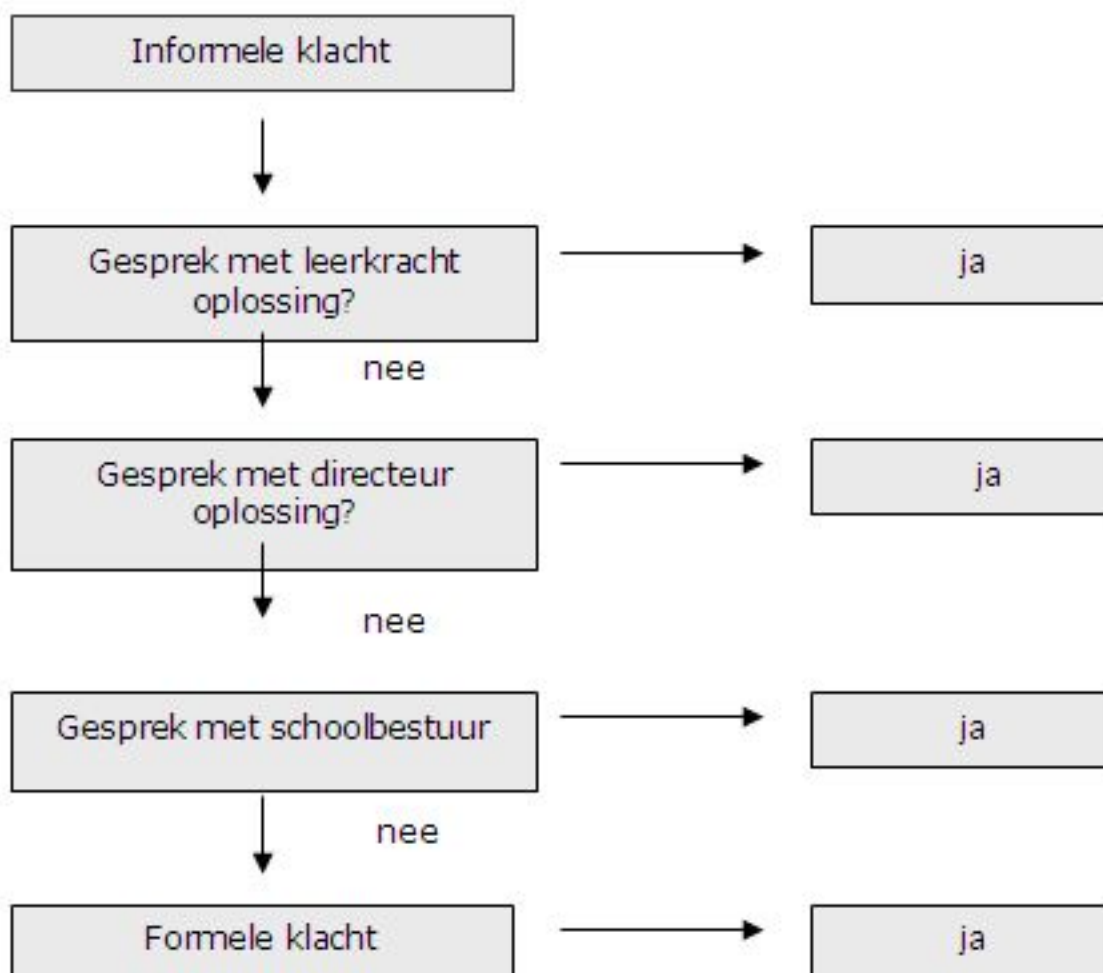 Informele klacht
Gesprek met leerkracht
oplossing?
ja
nee
Gesprek met directeur
oplossing?
ja
nee
Gesprek met schoolbestuur
ja
nee
Formele klacht
ja